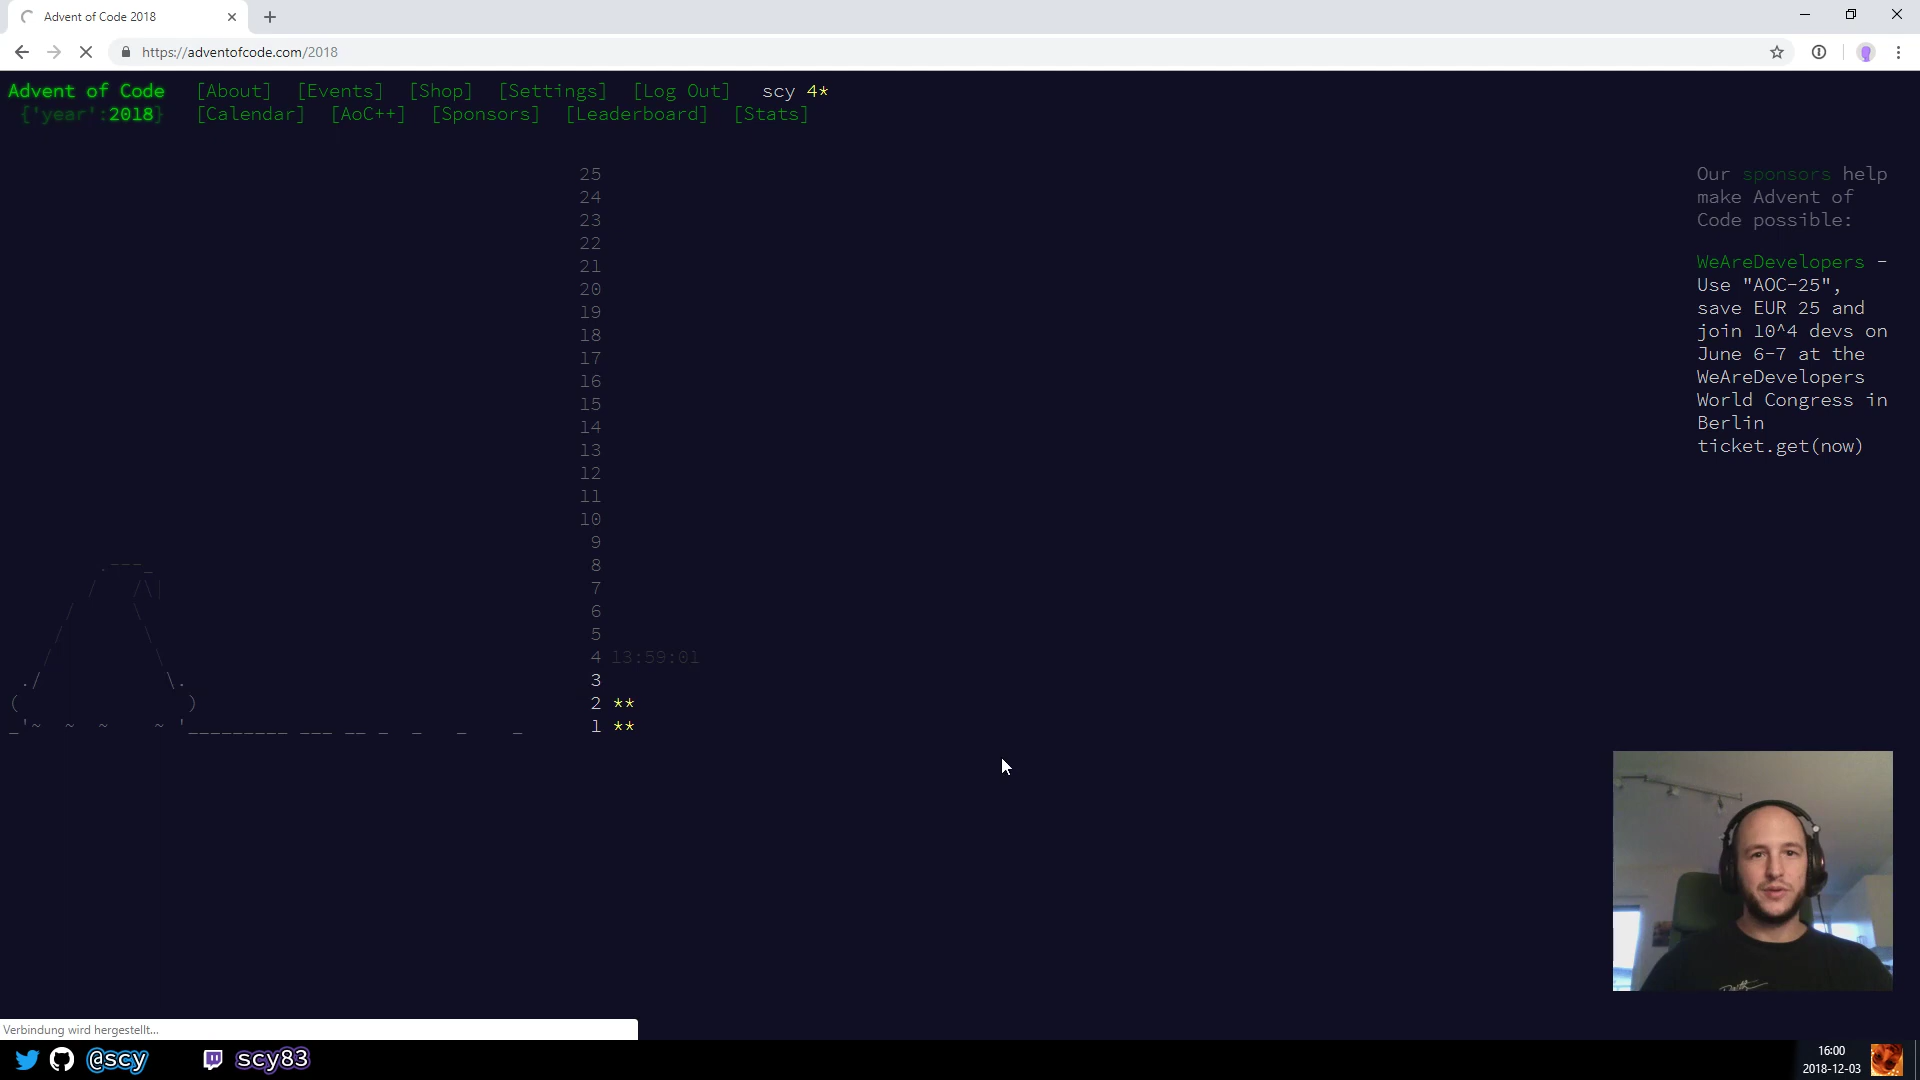 Advent of Code 2018
https://adventofcode.com/2018
Advent of Code [About] [Events] [Shop] [Settings] [Log Out] scy 4*
{'year':2018} [Calendar] [AoC++] [Sponsors] [Leaderboard] [Stats]
25
24
23
22
21
20
19
18
17
16
15
14
13
12
11
10
9
8
7
6
5
4 13:59:01
3
2 **
1 **
Our sponsors help
make Advent of
Code possible:
WeAreDevelopers -
Use "AOC-25",
save EUR 25 and
join 10^4 devs on
June 6-7 at the
WeAreDevelopers
World Congress in
Berlin
ticket.get(now)
Verbindung wird hergestellt...
@scy scy83
16:00
2018-12-03